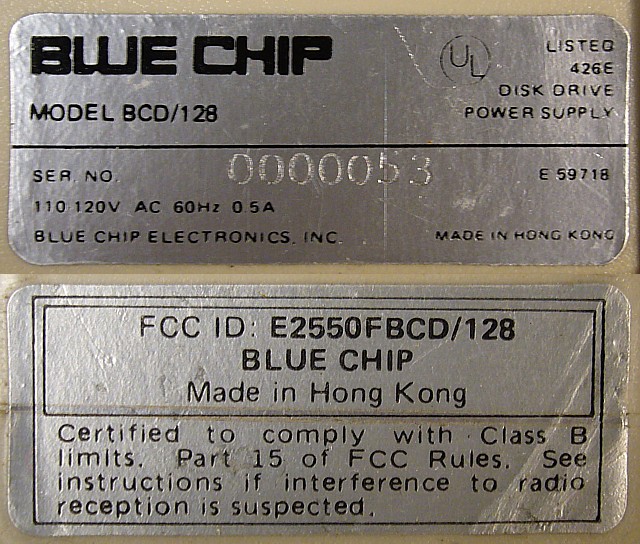 BLUE CHIP
UL
LISTED
426E
DISK DRIVE
MODEL BCD/128
POWER SUPPLY
SER. NO. 0000053
E 59718
110 120V AC 60Hz 0.5A
BLUE CHIP ELECTRONICS, INC.
MADE IN HONG KONG
FCC ID: E2550FBCD/128
BLUE CHIP
Made in Hong Kong
Certified to comply with Class B
limits. Part 15 of FCC Rules. See
instructions if interference to radio
reception is suspected.